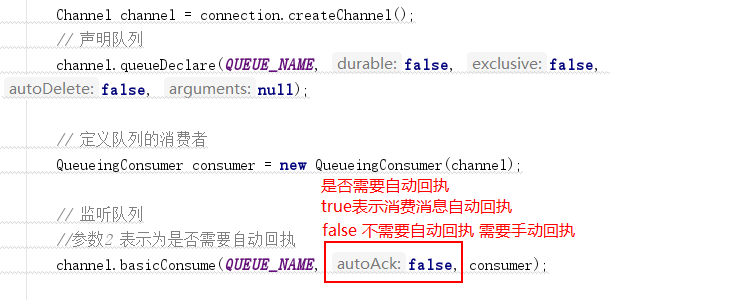 Channel channel = connection.createChannel();
// 声明队列
channel.queueDeclare(QUEUE_NAME, durable: false, exclusive: false,
autoDelete: false, arguments: null);
// 定义队列的消费者
QueueingConsumer consumer = new QueueingConsumer(channel);
是否需要自动回执
true表示消费消息自动回执
// 监听队列
false 不需要自动回执 需要手动回执
//参数2 表示为是否需要自动回执
channel.basicConsume(QUEUE_NAME, autoAck: false, consumer);